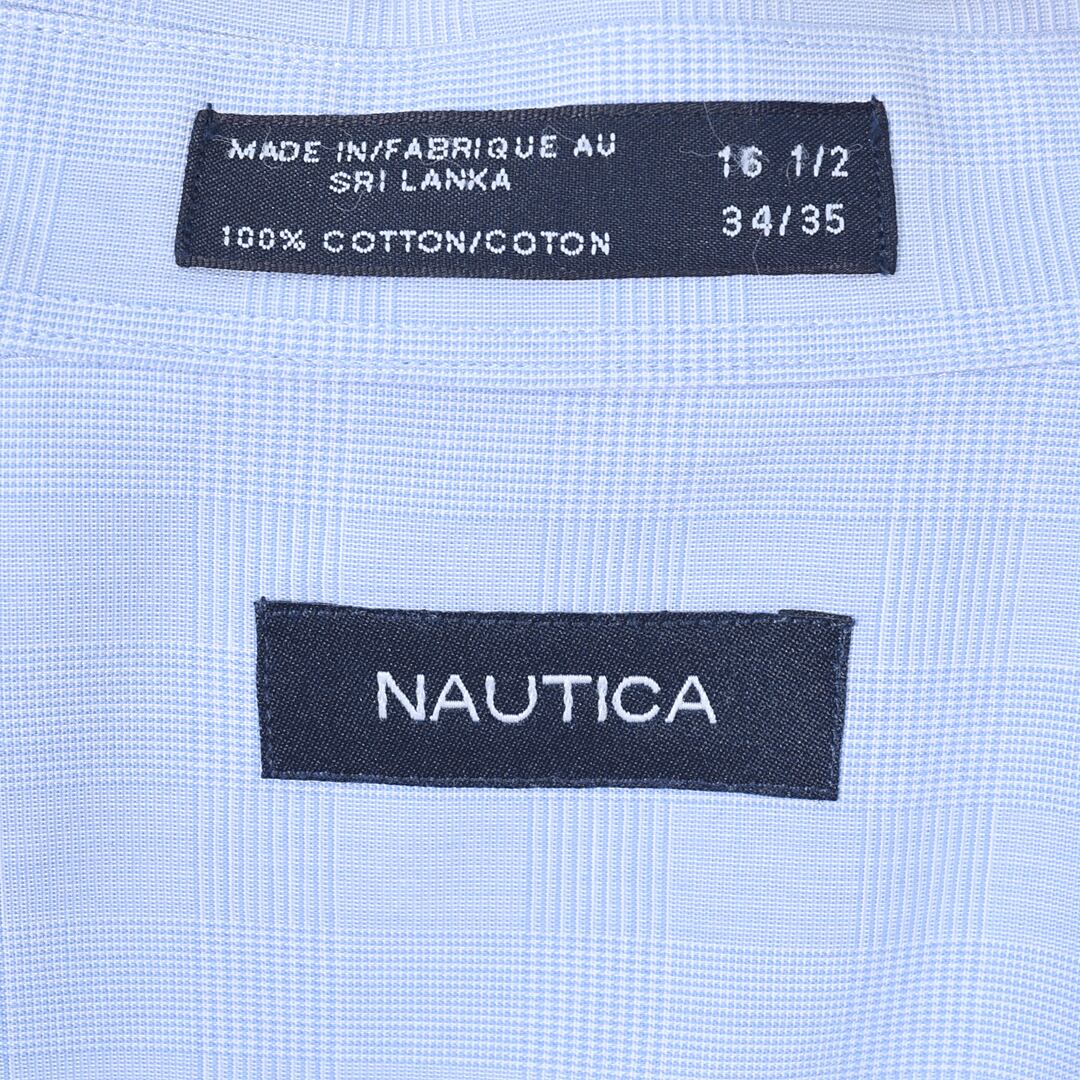 MADE IN/FABRIQUE AU
SRI LANKA
100% COTTON/COTON
16 1/2
34/35
NAUTICA